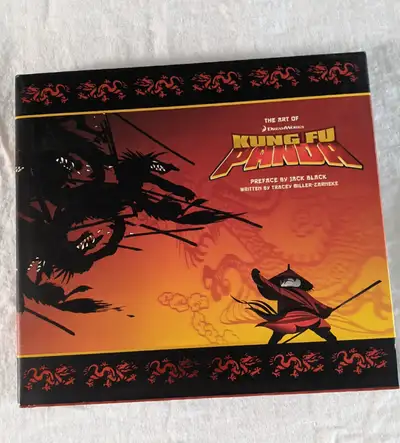 THE ART OF
DREAMWORKS
KUNG FU
PANDA
PREFACE BY JACK BLACK
WRITTEN BY TRACEY MILLER-ZARNEKE